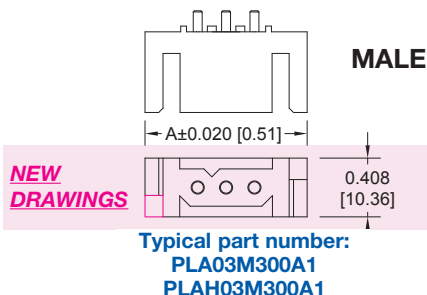 MALE
A±0.020 [0.51]
NEW
DRAWINGS
0.408
[10.36]
Typical part number:
PLA03M300A1
PLAH03M300A1